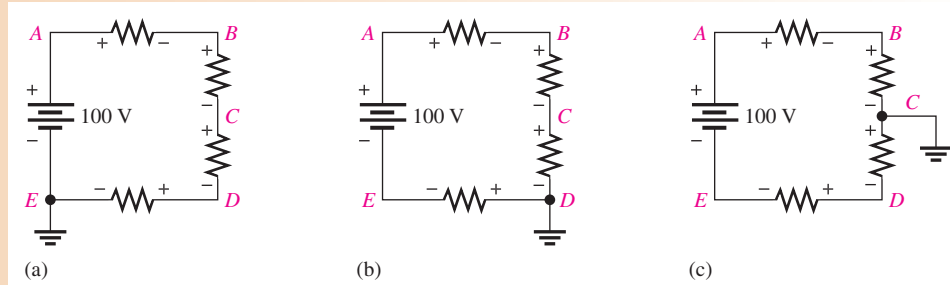 A + − B
+
+
− C
100 V
−
+
−
E − + D
(a)
A + − B
+
+
− C
100 V
−
+
−
E − + D
(b)
A + − B
+
+
− C
100 V
−
+
−
E − + D
(c)